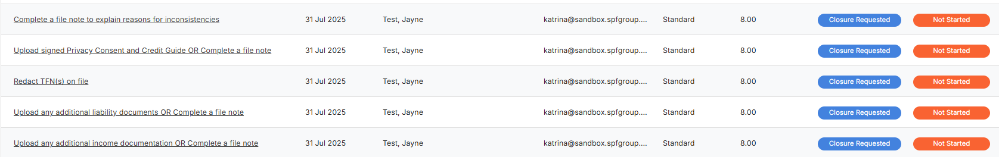 Complete a file note to explain reasons for inconsistencies 31 Jul 2025 Test, Jayne katrina@sandbox.spfgroup.... Standard 8.00 Closure Requested Not Started
Upload signed Privacy Consent and Credit Guide OR Complete a file note 31 Jul 2025 Test, Jayne katrina@sandbox.spfgroup.... Standard 8.00 Closure Requested Not Started
Redact TFN(s) on file 31 Jul 2025 Test, Jayne katrina@sandbox.spfgroup.... Standard 8.00 Closure Requested Not Started
Upload any additional liability documents OR Complete a file note 31 Jul 2025 Test, Jayne katrina@sandbox.spfgroup.... Standard 8.00 Closure Requested Not Started
Upload any additional income documentation OR Complete a file note 31 Jul 2025 Test, Jayne katrina@sandbox.spfgroup.... Standard 8.00 Closure Requested Not Started